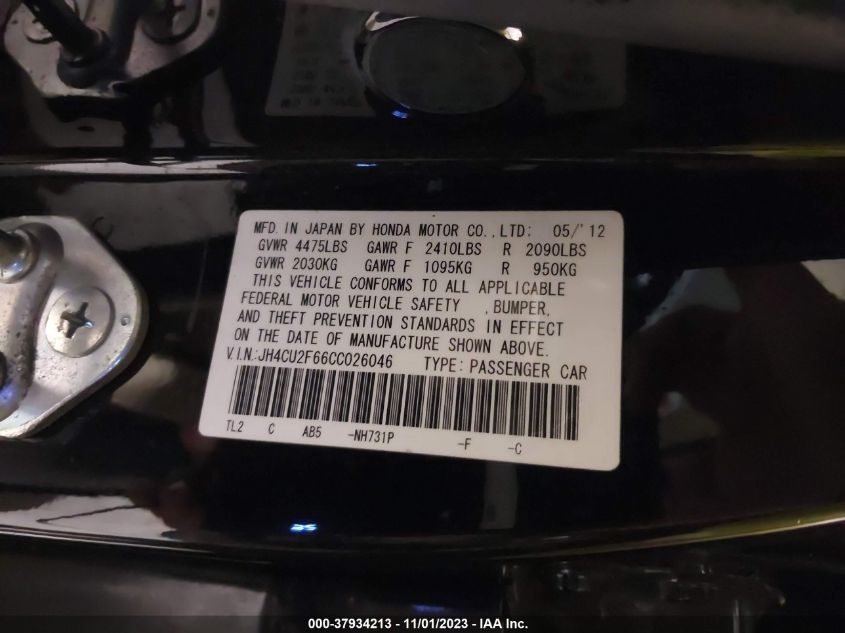 MFD. IN JAPAN BY HONDA MOTOR CO.,LTD: 05/'12
GVWR 4475LBS GAWR F 2410LBS R 2090LBS
GVWR 2030KG GAWR F 1095KG R 950KG
THIS VEHICLE CONFORMS TO ALL APPLICABLE
FEDERAL MOTOR VEHICLE SAFETY , BUMPER,
AND THEFT PREVENTION STANDARDS IN EFFECT
ON THE DATE OF MANUFACTURE SHOWN ABOVE.
V.I.N.:JH4CU2F66CC026046 TYPE: PASSENGER CAR
TL2 C AB5 -NH731P -F -C
000-37934213 - 11/01/2023 - IAA Inc.